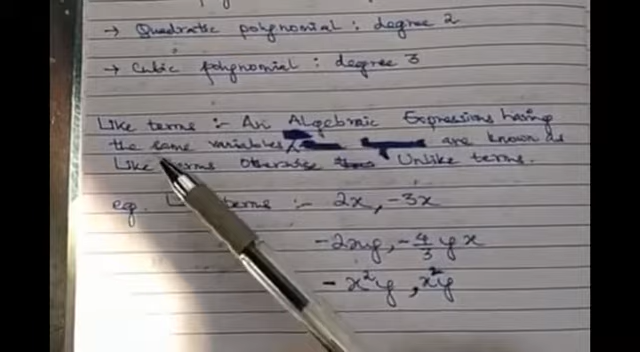 → Quadratic polynomial : degree 2
→ Cubic polynomial : degree 3
Like terms :- An Algebraic Expressions having
the same variables are known as
Like terms Otherwise Unlike terms.
eg. terms :- 2x, -3x
-2xy, -4/3 yx
- x²y, x²y